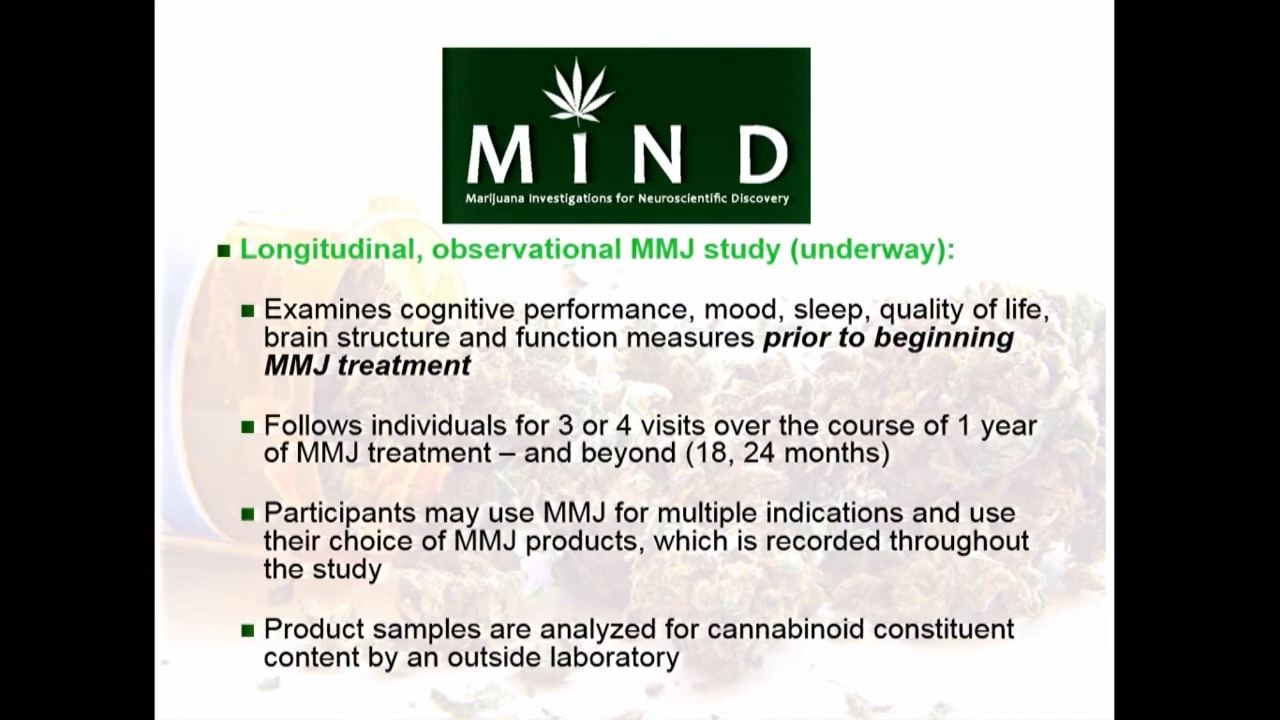 MiND
Marijuana Investigations for Neuroscientific Discovery
Longitudinal, observational MMJ study (underway):
Examines cognitive performance, mood, sleep, quality of life,
brain structure and function measures prior to beginning
MMJ treatment
Follows individuals for 3 or 4 visits over the course of 1 year
of MMJ treatment – and beyond (18, 24 months)
Participants may use MMJ for multiple indications and use
their choice of MMJ products, which is recorded throughout
the study
Product samples are analyzed for cannabinoid constituent
content by an outside laboratory